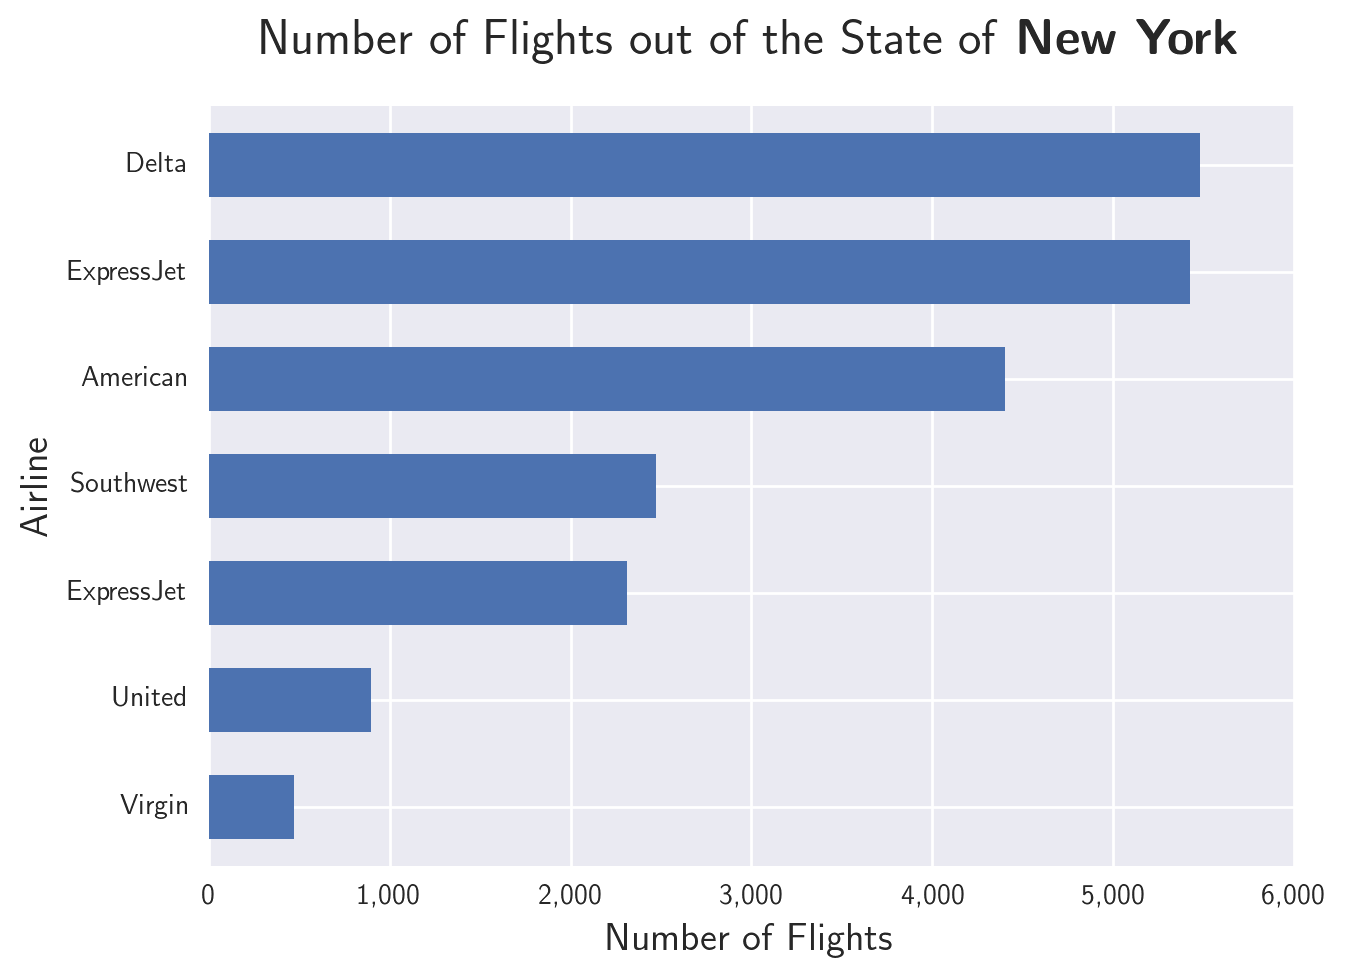 Number of Flights out of the State of New York
Delta
ExpressJet
American
Southwest
ExpressJet
United
Virgin
Airline
0 1,000 2,000 3,000 4,000 5,000 6,000
Number of Flights